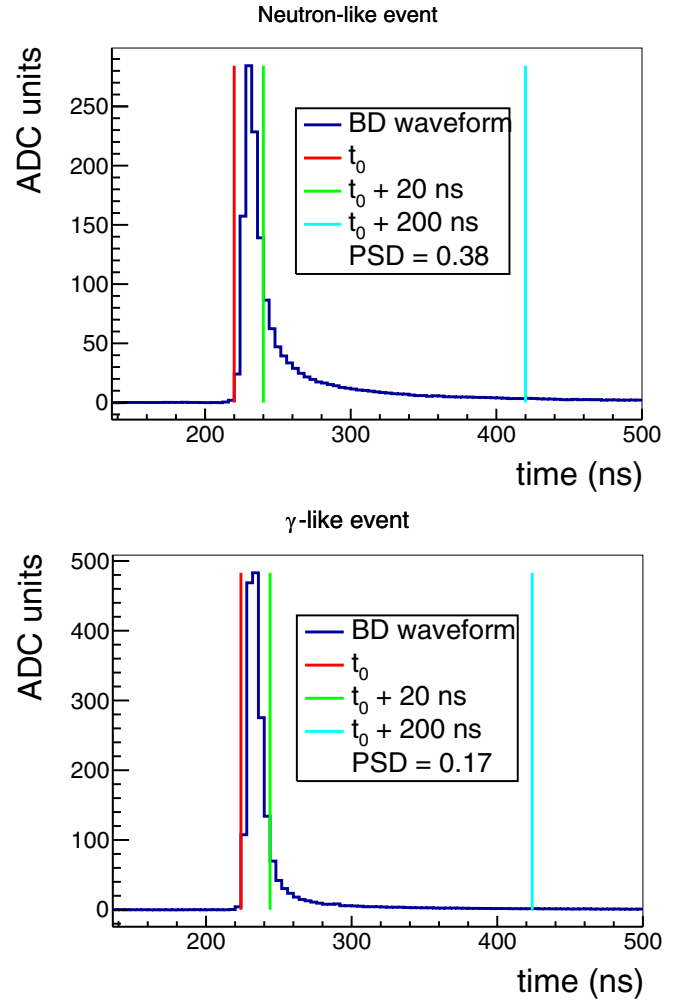 Neutron-like event
ADC units
250
200
150
100
50
0
BD waveform
t₀
t₀ + 20 ns
t₀ + 200 ns
PSD = 0.38
200 300 400 500
time (ns)
γ-like event
ADC units
500
400
300
200
100
0
BD waveform
t₀
t₀ + 20 ns
t₀ + 200 ns
PSD = 0.17
200 300 400 500
time (ns)